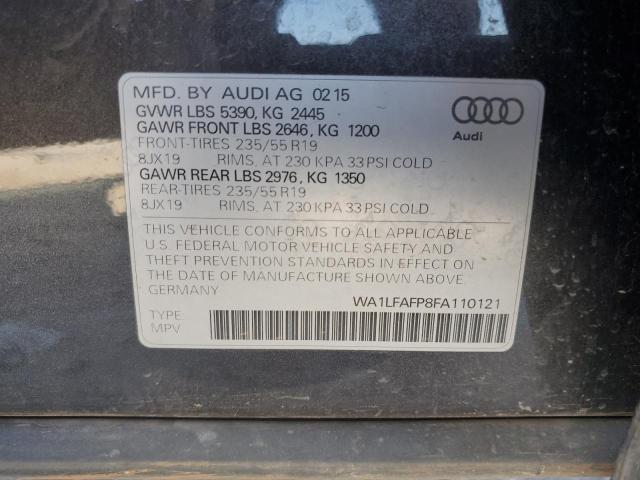 MFD. BY AUDI AG 02 15
GVWR LBS 5390, KG 2445
GAWR FRONT LBS 2646, KG 1200
FRONT-TIRES 235/55 R19
8JX19 RIMS, AT 230 KPA 33 PSI COLD
GAWR REAR LBS 2976, KG 1350
REAR-TIRES 235/55 R19
8JX19 RIMS, AT 230 KPA 33 PSI COLD
Audi
THIS VEHICLE CONFORMS TO ALL APPLICABLE
U.S. FEDERAL MOTOR VEHICLE SAFETY AND
THEFT PREVENTION STANDARDS IN EFFECT ON
THE DATE OF MANUFACTURE SHOWN ABOVE.
GERMANY
WA1LFAFP8FA110121
TYPE:
MPV